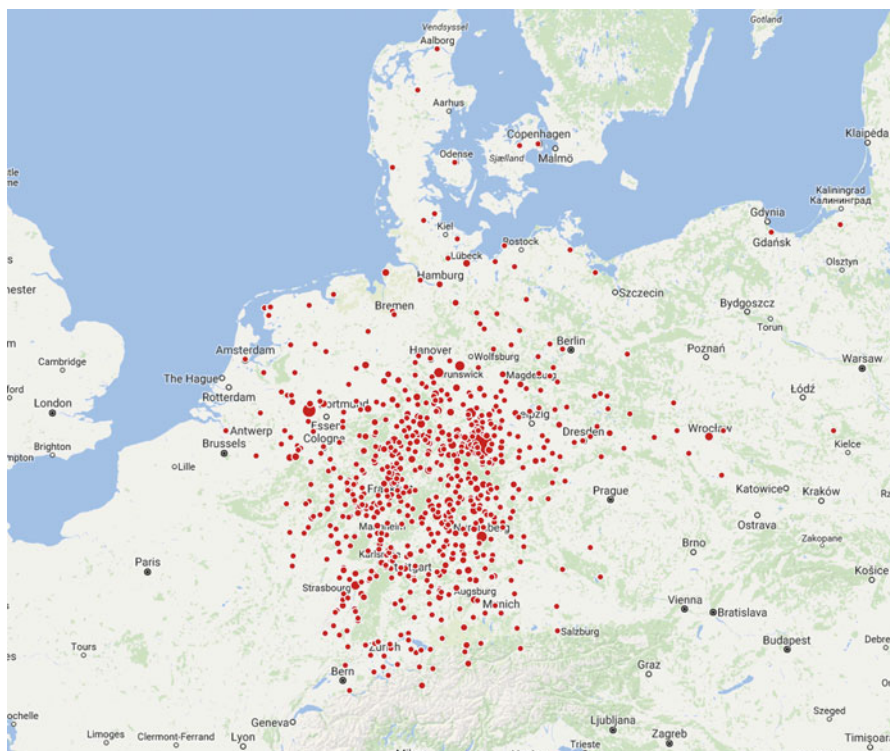 Vendsyssel
Aalborg
Gotland
Aarhus
Klaipėda
Copenhagen
Odense
Sjælland
Malmö
Kaliningrad
Калининград
Kiel
Gdynia
Rostock
Gdańsk
Lübeck
Olsztyn
Hamburg
Szczecin
Bremen
Bydgoszcz
Torun
Amsterdam
Hanover
Wolfsburg
Berlin
Poznań
Warsaw
Cambridge
The Hague
Rotterdam
Magdeburg
Łódź
London
Essen
Antwerp
Cologne
Dresden
Wrocław
Brighton
Brussels
Kielce
Lille
Katowice
Kraków
Prague
Ostrava
Brno
Zakopane
Paris
Košice
Strasbourg
Augsburg
Munich
Vienna
Bratislava
Salzburg
Budapest
Tours
Zürich
Bern
Graz
Geneva
Szeged
Ljubljana
Limoges
Clermont-Ferrand
Lyon
Zagreb
Trieste